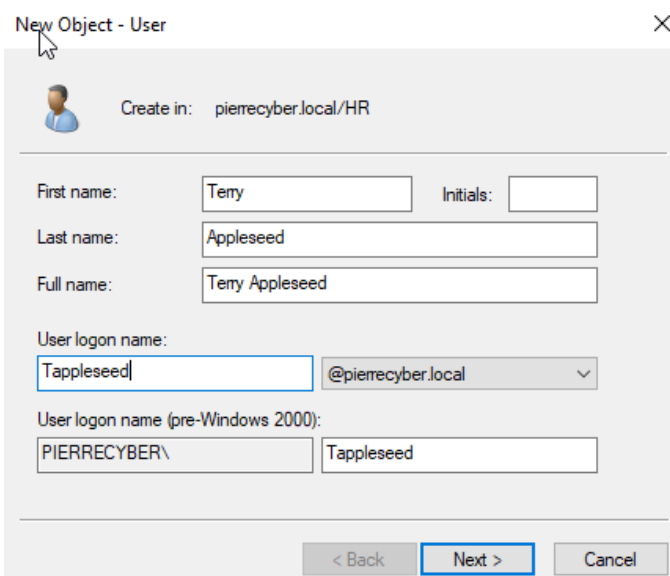 New Object - User
Create in: pierrecyber.local/HR
First name: Terry Initials:
Last name: Appleseed
Full name: Terry Appleseed
User logon name:
Tappleseed @pierrecyber.local
User logon name (pre-Windows 2000):
PIERRECYBER\ Tappleseed
< Back Next > Cancel